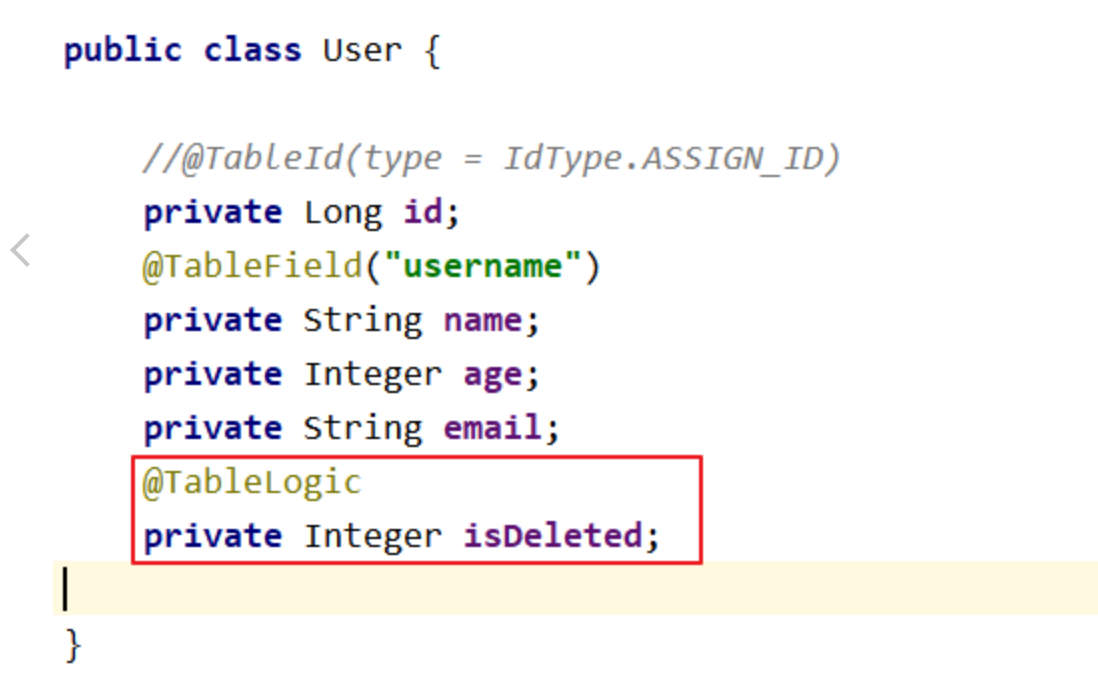 public class User {
//@TableId(type = IdType.ASSIGN_ID)
private Long id;
@TableField("username")
private String name;
private Integer age;
private String email;
@TableLogic
private Integer isDeleted;
}